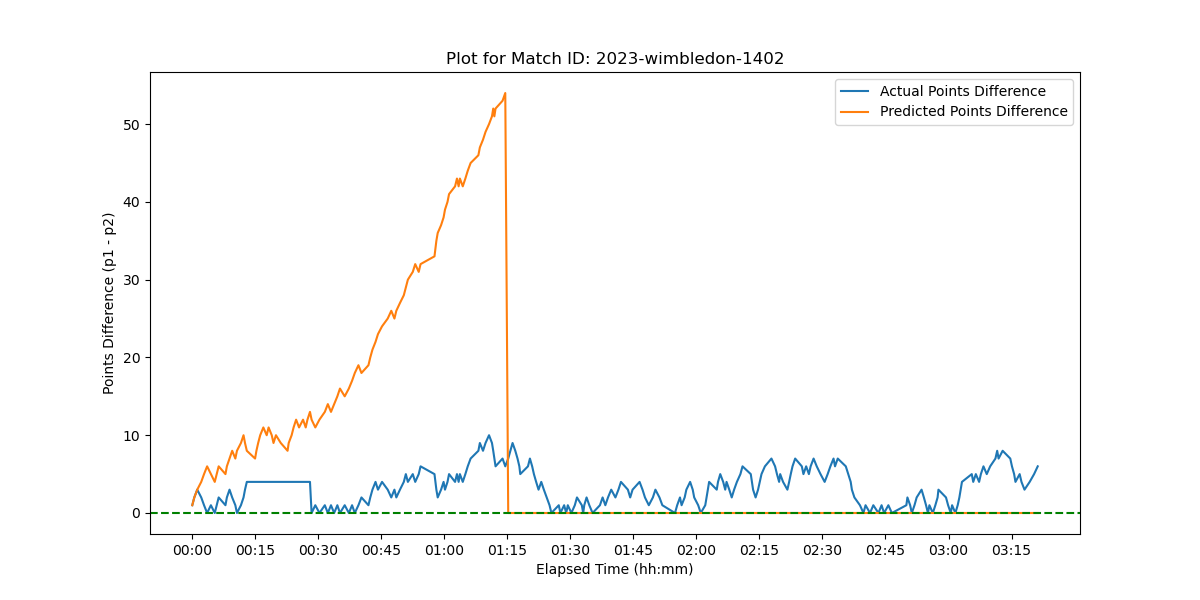 Plot for Match ID: 2023-wimbledon-1402
Actual Points Difference
Predicted Points Difference
Points Difference (p1 - p2)
50
40
30
20
10
0
00:00 00:15 00:30 00:45 01:00 01:15 01:30 01:45 02:00 02:15 02:30 02:45 03:00 03:15
Elapsed Time (hh:mm)